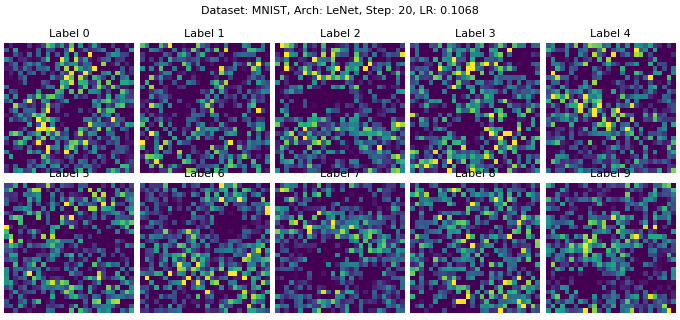 Dataset: MNIST, Arch: LeNet, Step: 20, LR: 0.1068
Label 0 Label 1 Label 2 Label 3 Label 4
Label 5 Label 6 Label 7 Label 8 Label 9